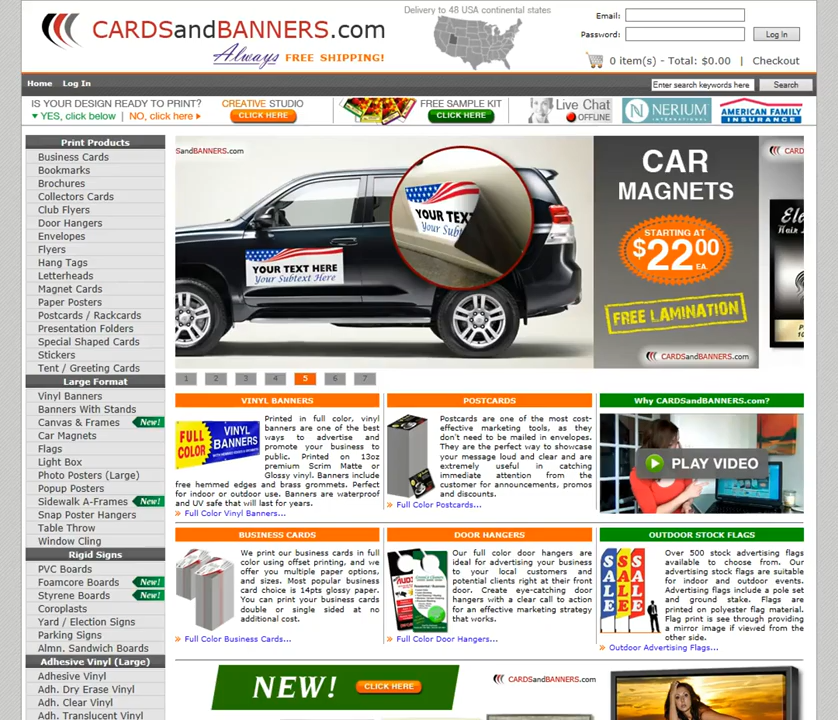 CARDSandBANNERS.com
Always FREE SHIPPING!
Delivery to 48 USA continental states
Email:
Password:
Log In
0 item(s) - Total: $0.00 | Checkout
Home Log In
Enter search keywords here Search
IS YOUR DESIGN READY TO PRINT?
YES, click below | NO, click here
CREATIVE STUDIO
CLICK HERE
FREE SAMPLE KIT
CLICK HERE
Live Chat
OFFLINE
NERIUM
INTERNATIONAL
AMERICAN FAMILY
INSURANCE
Print Products
Business Cards
Bookmarks
Brochures
Collectors Cards
Club Flyers
Door Hangers
Envelopes
Flyers
Hang Tags
Letterheads
Magnet Cards
Paper Posters
Postcards / Rackcards
Presentation Folders
Special Shaped Cards
Stickers
Tent / Greeting Cards
Large Format
Vinyl Banners
Banners With Stands
Canvas & Frames New!
Car Magnets
Flags
Light Box
Photo Posters (Large)
Popup Posters
Sidewalk A-Frames New!
Snap Poster Hangers
Table Throw
Window Cling
Rigid Signs
PVC Boards
Foamcore Boards New!
Styrene Boards New!
Coroplasts
Yard / Election Signs
Parking Signs
Almn. Sandwich Boards
Adhesive Vinyl (Large)
Adhesive Vinyl
Adh. Dry Erase Vinyl
Adh. Clear Vinyl
Adh. Translucent Vinyl
SandBANNERS.com
YOUR TEXT HERE
Your Subtext Here
YOUR TEX
Your Sub
CAR
MAGNETS
STARTING AT
$22.00
EA.
FREE LAMINATION
CARDSandBANNERS.com
CARD
1 2 3 4 5 6 7
VINYL BANNERS
FULL COLOR
VINYL BANNERS
Printed in full color, vinyl
banners are one of the best
ways to advertise and
promote your business to
public. Printed on 13oz
premium Scrim Matte or
Glossy vinyl. Banners include
free hemmed edges and brass grommets. Perfect
for indoor or outdoor use. Banners are waterproof
and UV safe that will last for years.
Full Color Vinyl Banners...
POSTCARDS
Postcards are one of the most cost-
effective marketing tools, as they
don't need to be mailed in envelopes.
They are the perfect way to showcase
your message loud and clear and are
extremely useful in catching
immediate attention from the
customer for announcements, promos
and discounts.
Full Color Postcards...
Why CARDSandBANNERS.com?
PLAY VIDEO
BUSINESS CARDS
We print our business cards in full
color using offset printing, and we
offer you multiple paper options,
and sizes. Most popular business
card choice is 14pts glossy paper.
You can print your business cards
double or single sided at no
additional cost.
Full Color Business Cards...
DOOR HANGERS
Our full color door hangers are
ideal for advertising your business
to your local customers and
potential clients right at their front
door. Create eye-catching door
hangers with a clear call to action
for an effective marketing strategy
that works.
Full Color Door Hangers...
OUTDOOR STOCK FLAGS
SALE SALE SALE
Over 500 stock advertising flags
available to choose from. Our
advertising stock flags are suitable
for indoor and outdoor events.
Advertising flags include a pole set
and ground stake. Flags are
printed on polyester flag material.
Flag print is see through providing
a mirror image if viewed from the
other side.
Outdoor Advertising Flags...
NEW! CLICK HERE
CARDSandBANNERS.com